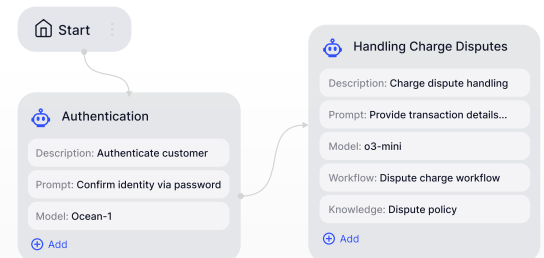 Start
Authentication
Description: Authenticate customer
Prompt: Confirm identity via password
Model: Ocean-1
Add
Handling Charge Disputes
Description: Charge dispute handling
Prompt: Provide transaction details...
Model: o3-mini
Workflow: Dispute charge workflow
Knowledge: Dispute policy
Add